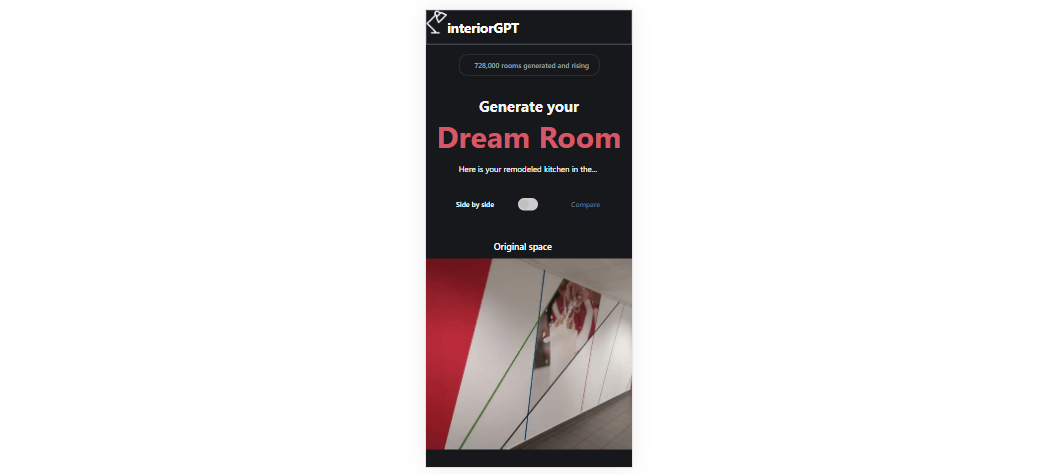 interiorGPT
728,000 rooms generated and rising
Generate your
Dream Room
Here is your remodeled kitchen in the...
Side by side
Compare
Original space